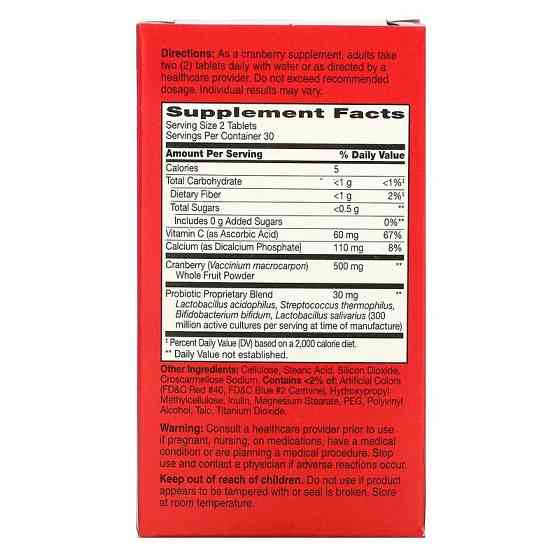 Directions: As a cranberry supplement, adults take
two (2) tablets daily with water or as directed by a
healthcare provider. Do not exceed recommended
dosage. Individual results may vary.
Supplement Facts
Serving Size 2 Tablets
Servings Per Container 30
Amount Per Serving % Daily Value
Calories 5
Total Carbohydrate <1 g <1%‡
Dietary Fiber <1 g 2%‡
Total Sugars <0.5 g **
Includes 0 g Added Sugars 0%**
Vitamin C (as Ascorbic Acid) 60 mg 67%
Calcium (as Dicalcium Phosphate) 110 mg 8%
Cranberry (Vaccinium macrocarpon) 500 mg **
Whole Fruit Powder
Probiotic Proprietary Blend 30 mg **
Lactobacillus acidophilus, Streptococcus thermophilus,
Bifidobacterium bifidum, Lactobacillus salivarius (300
million active cultures per serving at time of manufacture)
‡ Percent Daily Value (DV) based on a 2,000 calorie diet.
** Daily Value not established.
Other Ingredients: Cellulose, Stearic Acid, Silicon Dioxide,
Croscarmellose Sodium. Contains <2% of: Artificial Colors
(FD&C Red #40, FD&C Blue #2 Carmine), Hydroxypropyl
Methylcellulose, Inulin, Magnesium Stearate, PEG, Polyvinyl
Alcohol, Talc, Titanium Dioxide.
Warning: Consult a healthcare provider prior to use
if pregnant, nursing, on medications, have a medical
condition or are planning a medical procedure. Stop
use and contact a physician if adverse reactions occur.
Keep out of reach of children. Do not use if product
appears to be tampered with or seal is broken. Store
at room temperature.